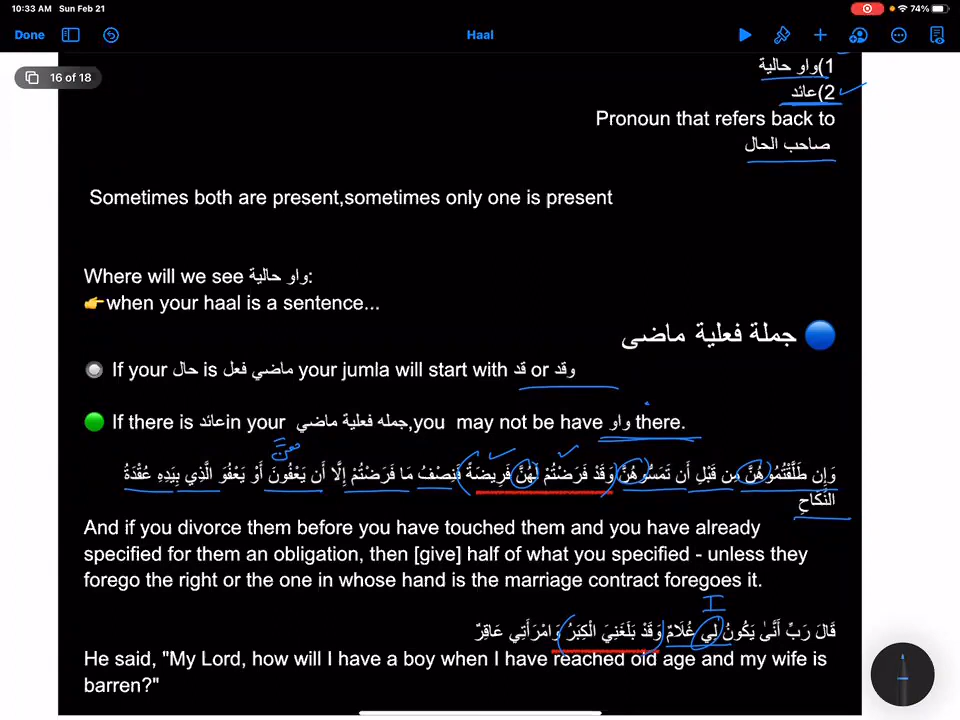 10:33 AM Sun Feb 21 74%
Done Haal
16 of 18
1)واو حالية
2)عائد
Pronoun that refers back to
صاحب الحال
Sometimes both are present,sometimes only one is present
Where will we see واو حالية:
👉when your haal is a sentence...
جملة فعلية ماضى
If your حال is ماضي فعل your jumla will start with قد or وقد
If there is عائدin your جمله فعلية ماضي,you may not be have واو there.
هنّ
وَإِن طَلَّقْتُمُوهُنَّ مِن قَبْلِ أَن تَمَسُّوهُنَّ وَقَدْ فَرَضْتُمْ لَهُنَّ فَرِيضَةً فَنِصْفُ مَا فَرَضْتُمْ إِلَّا أَن يَعْفُونَ أَوْ يَعْفُوَ الَّذِي بِيَدِهِ عُقْدَةُ
النِّكَاحِ
And if you divorce them before you have touched them and you have already
specified for them an obligation, then [give] half of what you specified - unless they
forego the right or the one in whose hand is the marriage contract foregoes it.
I
قَالَ رَبِّ أَنَّىٰ يَكُونُ لِي غُلَامٌ وَقَدْ بَلَغَنِيَ الْكِبَرُ وَامْرَأَتِي عَاقِرٌ
He said, "My Lord, how will I have a boy when I have reached old age and my wife is
barren?"